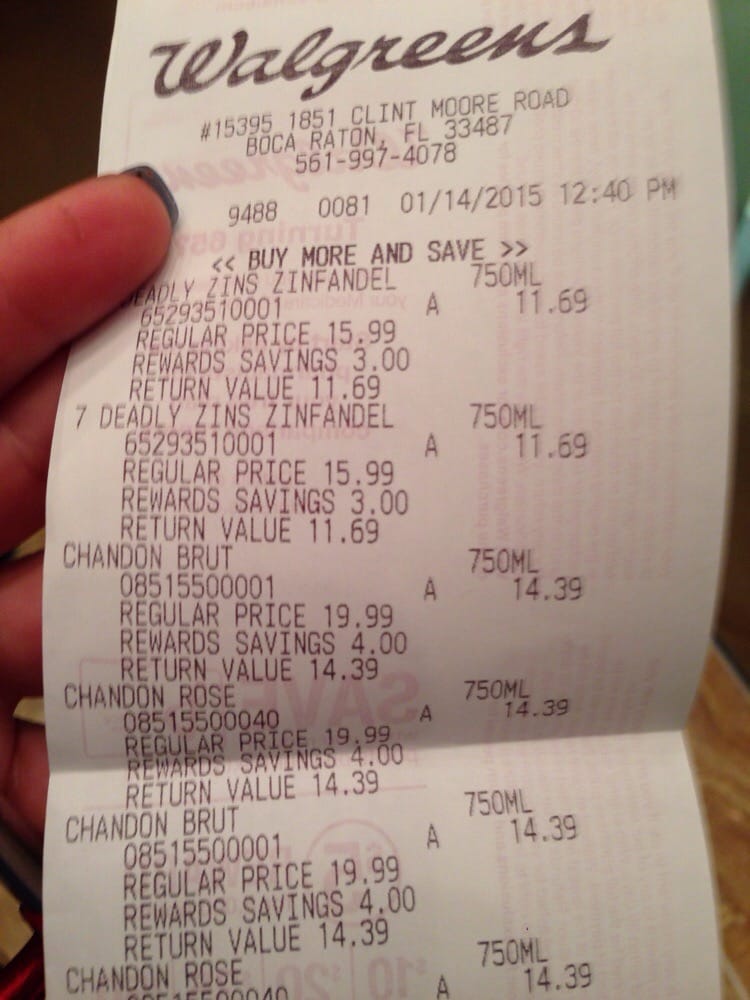 Walgreens
#15395 1851 CLINT MOORE ROAD
BOCA RATON, FL 33487
561-997-4078
9488 0081 01/14/2015 12:40 PM
<< BUY MORE AND SAVE >>
EADLY ZINS ZINFANDEL 750ML
65293510001 A 11.69
REGULAR PRICE 15.99
REWARDS SAVINGS 3.00
RETURN VALUE 11.69
7 DEADLY ZINS ZINFANDEL 750ML
65293510001 A 11.69
REGULAR PRICE 15.99
REWARDS SAVINGS 3.00
RETURN VALUE 11.69
CHANDON BRUT 750ML
08515500001 A 14.39
REGULAR PRICE 19.99
REWARDS SAVINGS 4.00
RETURN VALUE 14.39
CHANDON ROSE 750ML
08515500040 A 14.39
REGULAR PRICE 19.99
REWARDS SAVINGS 4.00
RETURN VALUE 14.39
CHANDON BRUT 750ML
08515500001 A 14.39
REGULAR PRICE 19.99
REWARDS SAVINGS 4.00
RETURN VALUE 14.39
CHANDON ROSE 750ML
08515500040 A 14.39